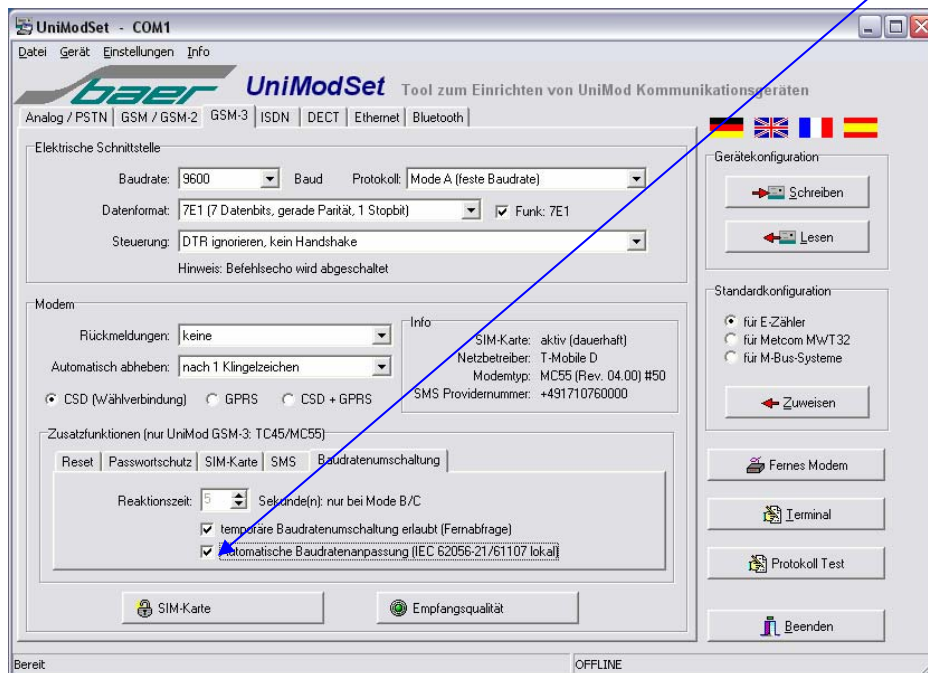 UniModSet - COM1
Datei Gerät Einstellungen Info
baer UniModSet Tool zum Einrichten von UniMod Kommunikationsgeräten
Analog / PSTN GSM / GSM-2 GSM-3 ISDN DECT Ethernet Bluetooth
Elektrische Schnittstelle
Baudrate: 9600 Baud Protokoll: Mode A (feste Baudrate)
Datenformat: 7E1 (7 Datenbits, gerade Parität, 1 Stopbit) Funk: 7E1
Steuerung: DTR ignorieren, kein Handshake
Hinweis: Befehlsecho wird abgeschaltet
Modem
Rückmeldungen: keine
Automatisch abheben: nach 1 Klingelzeichen
CSD (Wählverbindung) GPRS CSD + GPRS
Info
SIM-Karte: aktiv (dauerhaft)
Netzbetreiber: T-Mobile D
Modemtyp: MC55 (Rev. 04.00) #50
SMS Providernummer: +491710760000
Zusatzfunktionen (nur UniMod GSM-3: TC45/MC55)
Reset Passwortschutz SIM-Karte SMS Baudratenumschaltung
Reaktionszeit: 5 Sekunde(n): nur bei Mode B/C
temporäre Baudratenumschaltung erlaubt (Fernabfrage)
Automatische Baudratenanpassung (IEC 62056-21/61107 lokal)
SIM-Karte Empfangsqualität
Gerätekonfiguration
Schreiben
Lesen
Standardkonfiguration
für E-Zähler
für Metcom MWT32
für M-Bus-Systeme
Zuweisen
Fernes Modem
Terminal
Protokoll Test
Beenden
Bereit OFFLINE